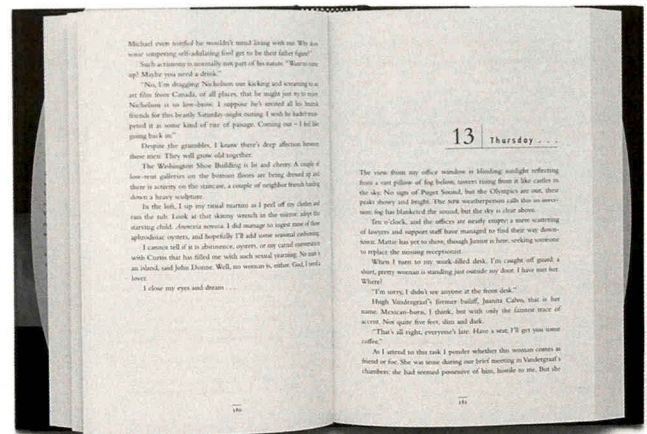 Michael even testified he wouldn't mind living with me. Why does
some simpering self-adulating fool get to be their father figure?"
Such acrimony is normally not part of his nature. "Want to come
up? Maybe you need a drink."
"No, I'm dragging Nicholson out kicking and screaming to an
art film from Canada, of all places, that he might just try to enjoy.
Nicholson is so low-brow. I suppose he's invited all his
friends for this beastly Saturday-night outing. I wish he hadn't
it as some kind of rite of passage. Coming out – I feel like
going back in."
Despite the grumbles, I know there's deep affection between
these men. They will grow old together.
The Washington Shoe Building is lit and cheery. A couple of
low-rent galleries on the bottom floors are being dressed up and
there is activity on the staircase, a couple of neighbor friends hauling
down a heavy sculpture.
In the loft, I sip my ritual martini as I peel off my clothes and
run the tub. Look at that skinny wretch in the mirror,
starving child. Anorexia I did manage to ingest some of those
aphrodisiac oysters, and hopefully I'll add some seasonal
I cannot tell if it is abstinence, oysters, or my carnal conversation
with Curtis that has filled me with such sexual yearning. No man is
an island, said John Donne. Well, no woman is, either. God, I need a
lover.
I close my eyes and dream . . .
180
13 Thursday . . .
The view from my office window is blinding: sunlight reflecting
from a vast pillow of fog below, towers rising from it like castles in
the sky. No sign of Puget Sound, but the Olympics are out, their
peaks showy and bright. The NPR weatherperson calls this an inver-
sion: fog has blanketed the sound, but the sky is clear above.
Ten o'clock, and the offices are nearly empty; a mere scattering
of lawyers and support staff have managed to find their way down-
town. Mattie has yet to show, though Junior is here, seeking someone
to replace the missing receptionist.
When I turn to my work-filled desk, I'm caught off guard: a
short, pretty woman is standing just outside my door. I have met her.
Where?
"I'm sorry, I didn't see anyone at the front desk."
Hugh Vandergraaf's former bailiff, Juanita Calvo, that is her
name. Mexican-born, I think, but with only the faintest trace of
accent. Not quite five feet, slim and dark.
"That's all right, everyone's late. Have a seat, I'll get you some
coffee."
As I attend to this task I ponder whether this woman comes as
friend or foe. She was tense during our brief meeting in Vandergraaf's
chambers; she had seemed possessive of him, hostile to me. But she
181